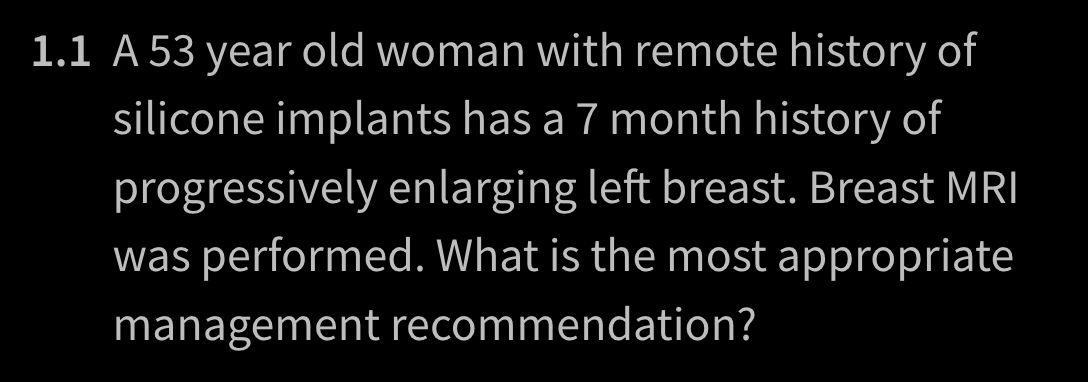 1.1 A 53 year old woman with remote history of
silicone implants has a 7 month history of
progressively enlarging left breast. Breast MRI
was performed. What is the most appropriate
management recommendation?